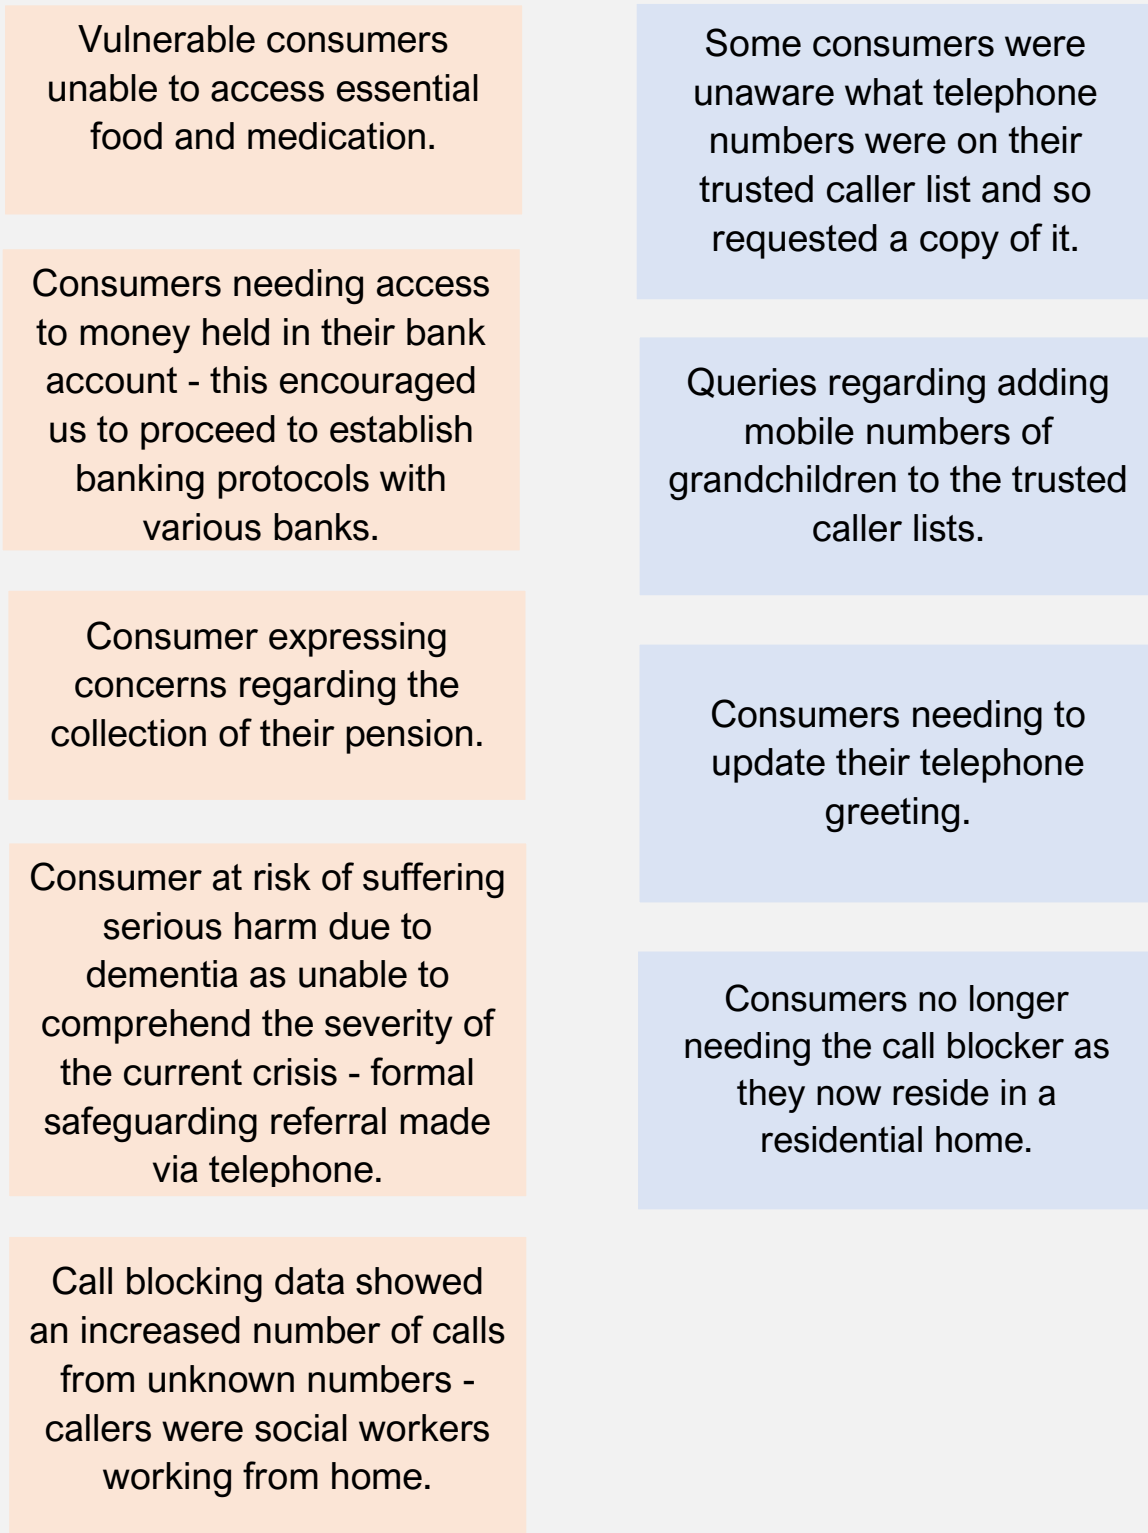 Vulnerable consumers
unable to access essential
food and medication.
Consumers needing access
to money held in their bank
account - this encouraged
us to proceed to establish
banking protocols with
various banks.
Consumer expressing
concerns regarding the
collection of their pension.
Consumer at risk of suffering
serious harm due to
dementia as unable to
comprehend the severity of
the current crisis - formal
safeguarding referral made
via telephone.
Call blocking data showed
an increased number of calls
from unknown numbers -
callers were social workers
working from home.
Some consumers were
unaware what telephone
numbers were on their
trusted caller list and so
requested a copy of it.
Queries regarding adding
mobile numbers of
grandchildren to the trusted
caller lists.
Consumers needing to
update their telephone
greeting.
Consumers no longer
needing the call blocker as
they now reside in a
residential home.